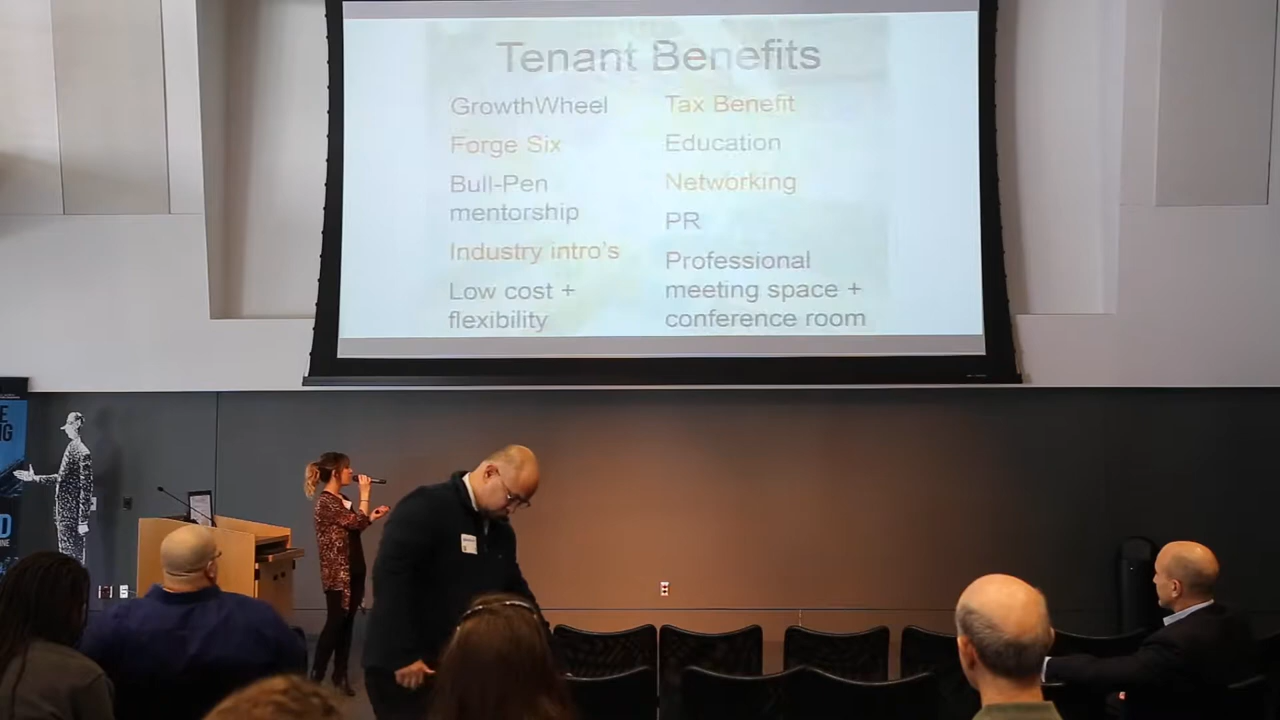 Tenant Benefits
GrowthWheel
Forge Six
Bull-Pen
mentorship
Industry intro's
Low cost +
flexibility
Tax Benefit
Education
Networking
PR
Professional
meeting space +
conference room